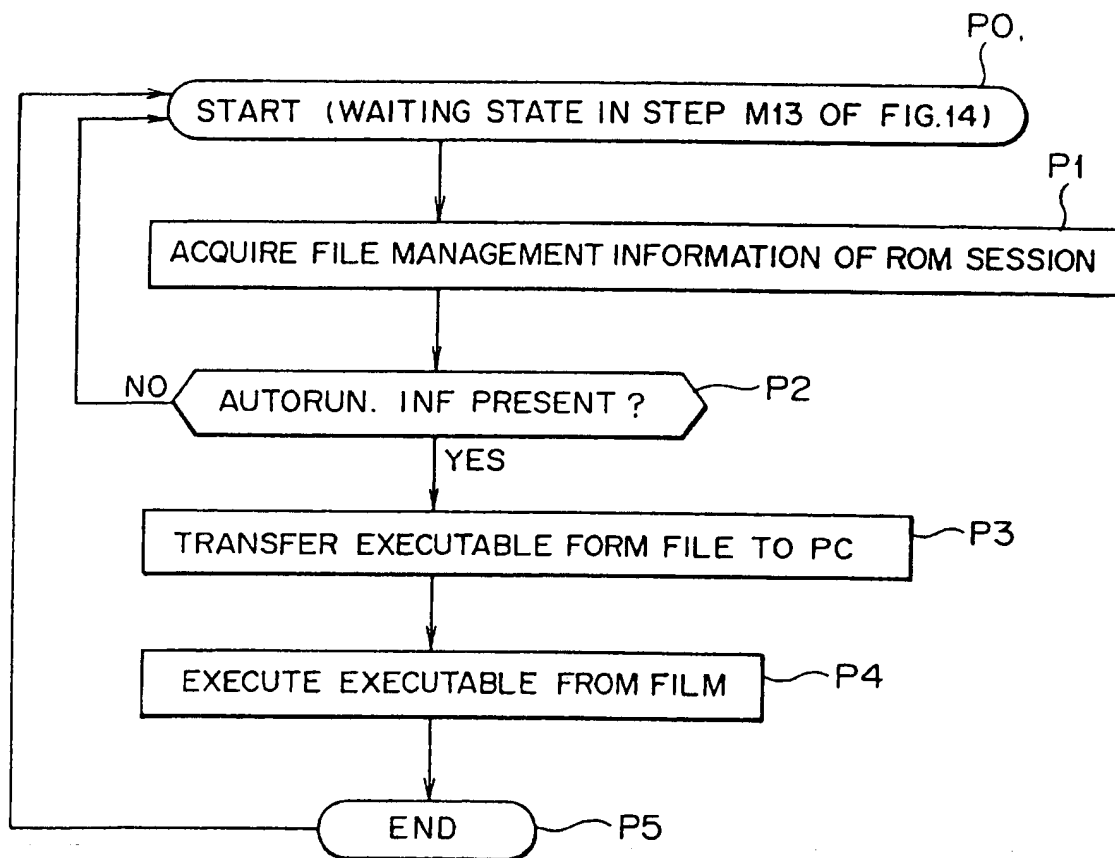 P0.
START (WAITING STATE IN STEP M13 OF FIG.14)
P1
ACQUIRE FILE MANAGEMENT INFORMATION OF ROM SESSION
NO
AUTORUN. INF PRESENT ?
P2
YES
TRANSFER EXECUTABLE FORM FILE TO PC
P3
EXECUTE EXECUTABLE FROM FILM
P4
END
P5